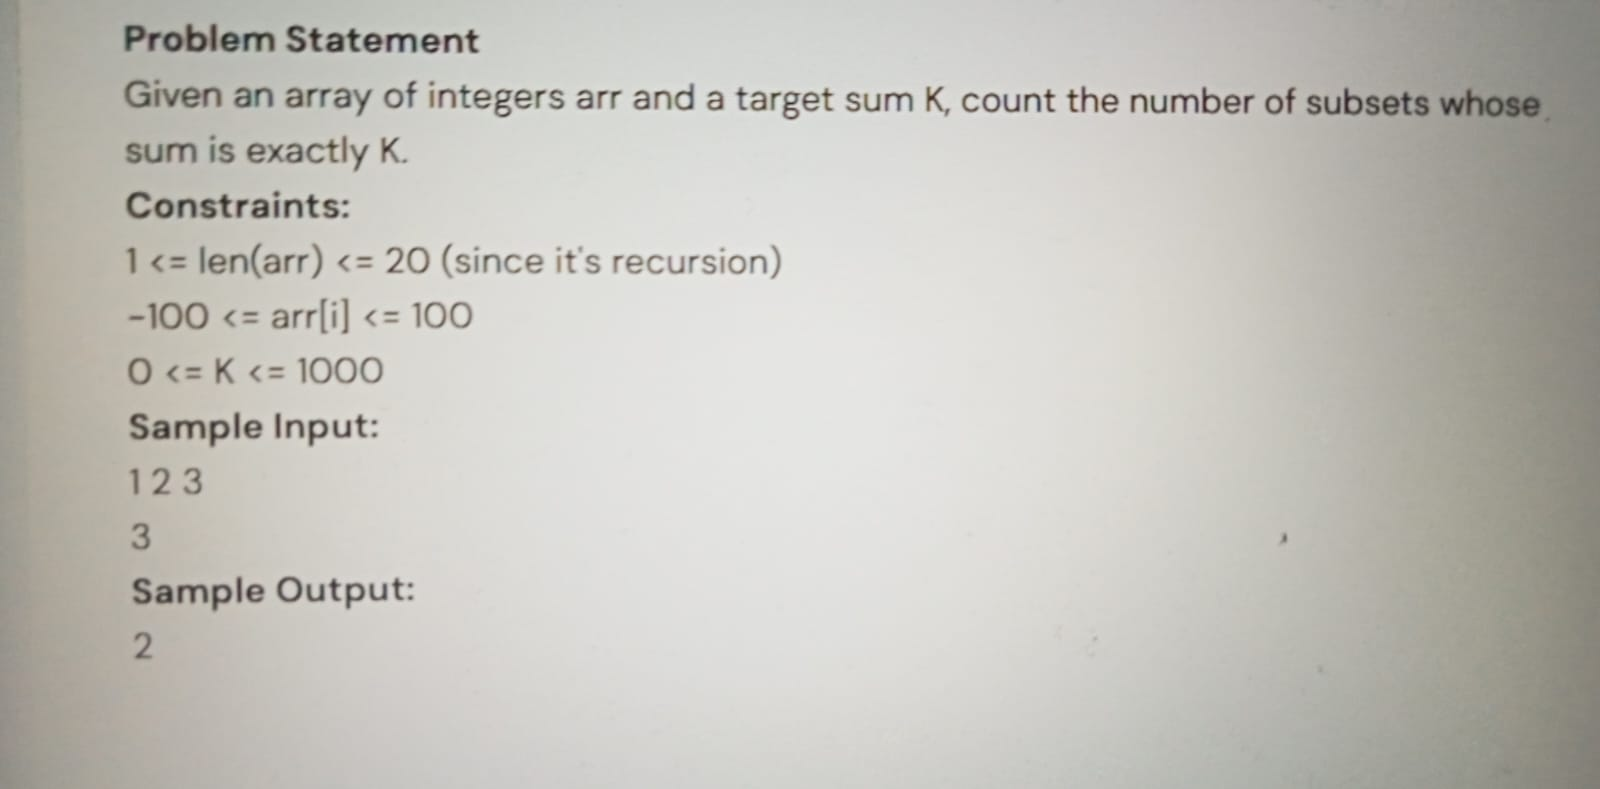 Problem Statement
Given an array of integers arr and a target sum K, count the number of subsets whose
sum is exactly K.
Constraints:
1 <= len(arr) <= 20 (since it's recursion)
-100 <= arr[i] <= 100
0 <= K <= 1000
Sample Input:
1 2 3
3
Sample Output:
2